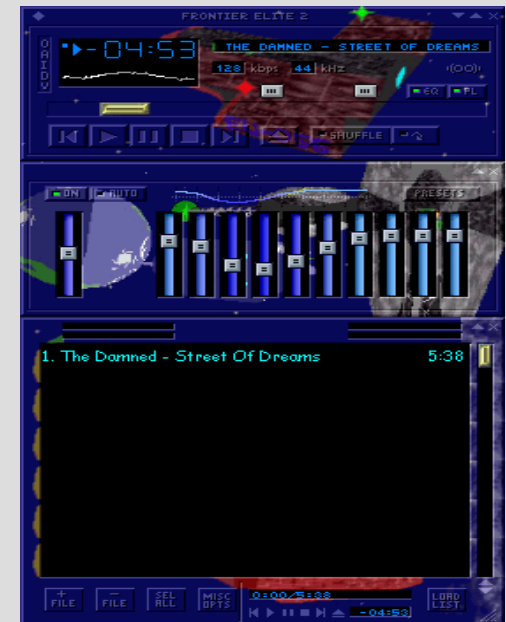 FRONTIER ELITE 2
O
A
I
D
V
-04:53
THE DAMNED - STREET OF DREAMS
128 kbps 44 kHz
EQ PL
SHUFFLE
ON AUTO PRESETS
1. The Damned - Street Of Dreams 5:38
+ FILE - FILE SEL ALL MISC OPTS 0:00/5:38 LOAD LIST
-04:53